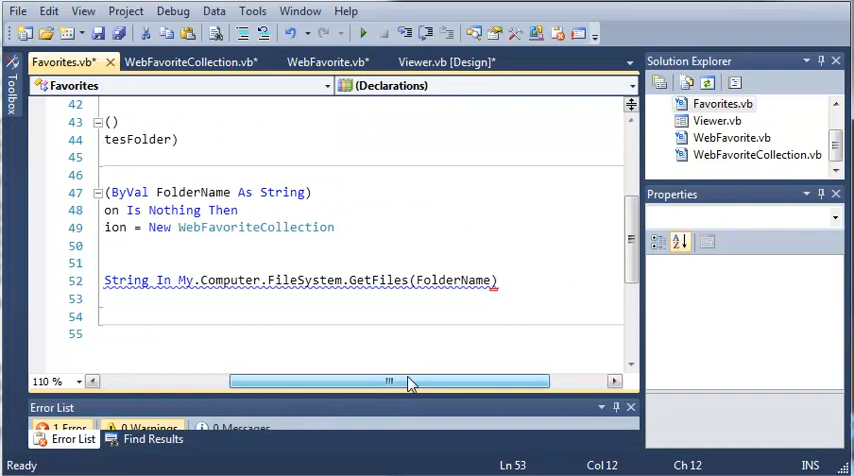 File Edit View Project Debug Data Tools Window Help
Favorites.vb* WebFavoriteCollection.vb* WebFavorite.vb* Viewer.vb [Design]*
Favorites (Declarations)
42
43 ()
44 tesFolder)
45
46
47 (ByVal FolderName As String)
48 on Is Nothing Then
49 ion = New WebFavoriteCollection
50
51
52 String In My.Computer.FileSystem.GetFiles(FolderName)
53
54
55
110 %
Toolbox
Solution Explorer
Favorites.vb
Viewer.vb
WebFavorite.vb
WebFavoriteCollection.vb
Properties
Error List
1 Error 0 Warnings 0 Messages
Error List Find Results
Ready Ln 53 Col 12 Ch 12 INS